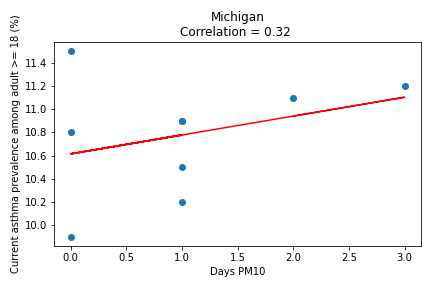 Michigan
Correlation = 0.32
Current asthma prevalence among adult >= 18 (%)
11.4
11.2
11.0
10.8
10.6
10.4
10.2
10.0
0.0 0.5 1.0 1.5 2.0 2.5 3.0
Days PM10